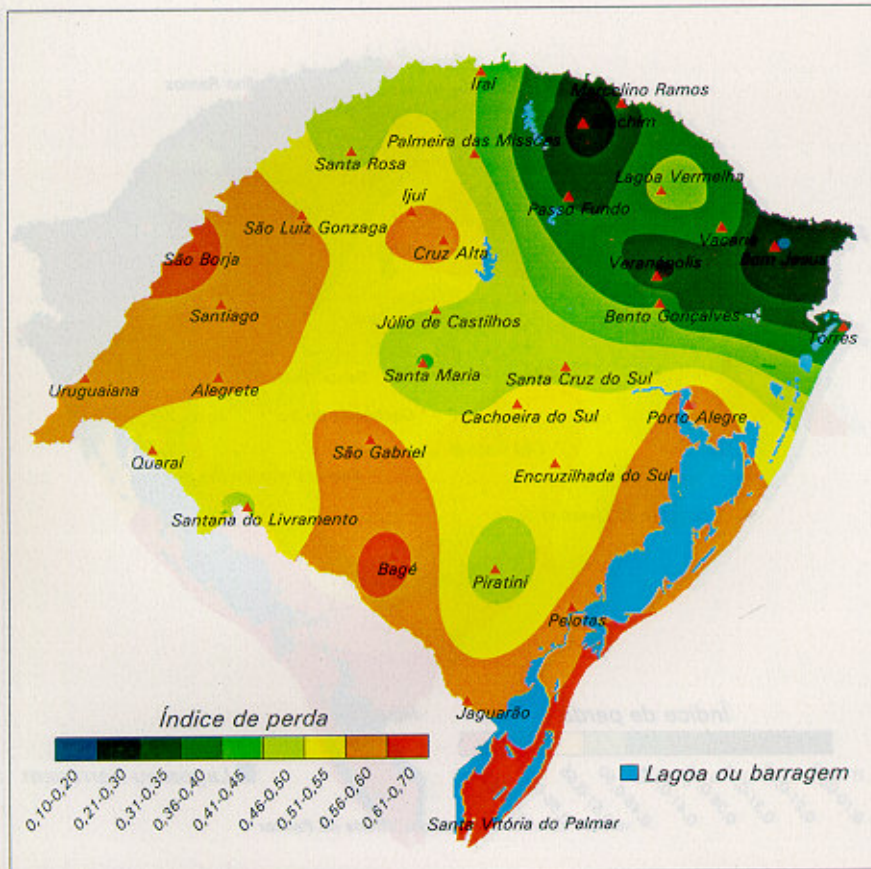 Iraí
Marcelino Ramos
Erechim
Palmeira das Missões
Santa Rosa
Lagoa Vermelha
Ijuí
Passo Fundo
São Luiz Gonzaga
Vacaria
Cruz Alta
São Borja
Veranópolis
Bom Jesus
Santiago
Júlio de Castilhos
Bento Gonçalves
Torres
Uruguaiana
Alegrete
Santa Maria
Santa Cruz do Sul
Cachoeira do Sul
Porto Alegre
São Gabriel
Quaraí
Encruzilhada do Sul
Santana do Livramento
Bagé
Piratini
Pelotas
Jaguarão
Índice de perda
0,10-0,20
0,21-0,30
0,31-0,35
0,36-0,40
0,41-0,45
0,46-0,50
0,51-0,55
0,56-0,60
0,61-0,70
Lagoa ou barragem
Santa Vitória do Palmar